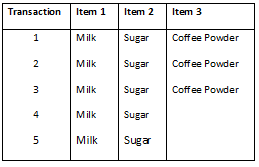 Transaction Item 1 Item 2 Item 3
1 Milk Sugar Coffee Powder
2 Milk Sugar Coffee Powder
3 Milk Sugar Coffee Powder
4 Milk Sugar
5 Milk Sugar